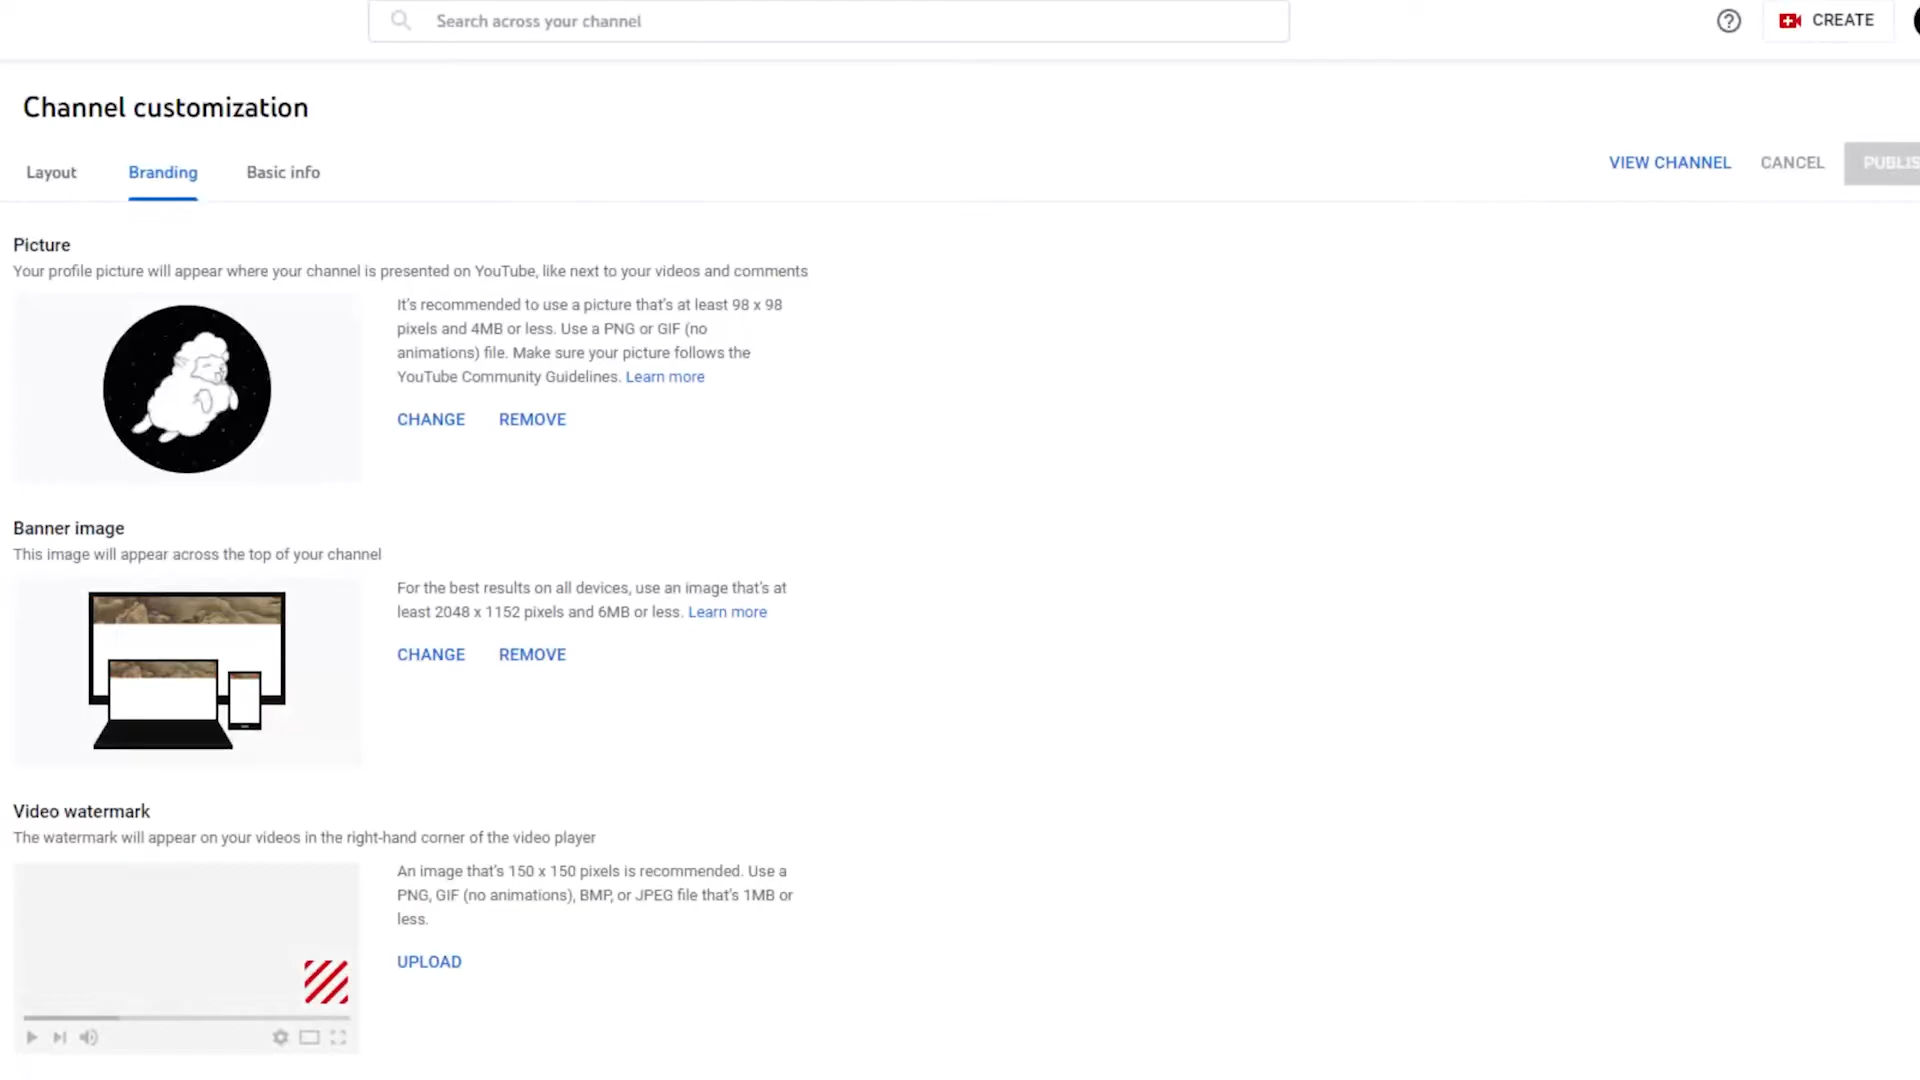 Search across your channel
CREATE
Channel customization
Layout
Branding
Basic info
VIEW CHANNEL
CANCEL
PUBLIS
Picture
Your profile picture will appear where your channel is presented on YouTube, like next to your videos and comments
It's recommended to use a picture that's at least 98 x 98
pixels and 4MB or less. Use a PNG or GIF (no
animations) file. Make sure your picture follows the
YouTube Community Guidelines. Learn more
CHANGE
REMOVE
Banner image
This image will appear across the top of your channel
For the best results on all devices, use an image that's at
least 2048 x 1152 pixels and 6MB or less. Learn more
CHANGE
REMOVE
Video watermark
The watermark will appear on your videos in the right-hand corner of the video player
An image that's 150 x 150 pixels is recommended. Use a
PNG, GIF (no animations), BMP, or JPEG file that's 1MB or
less.
UPLOAD